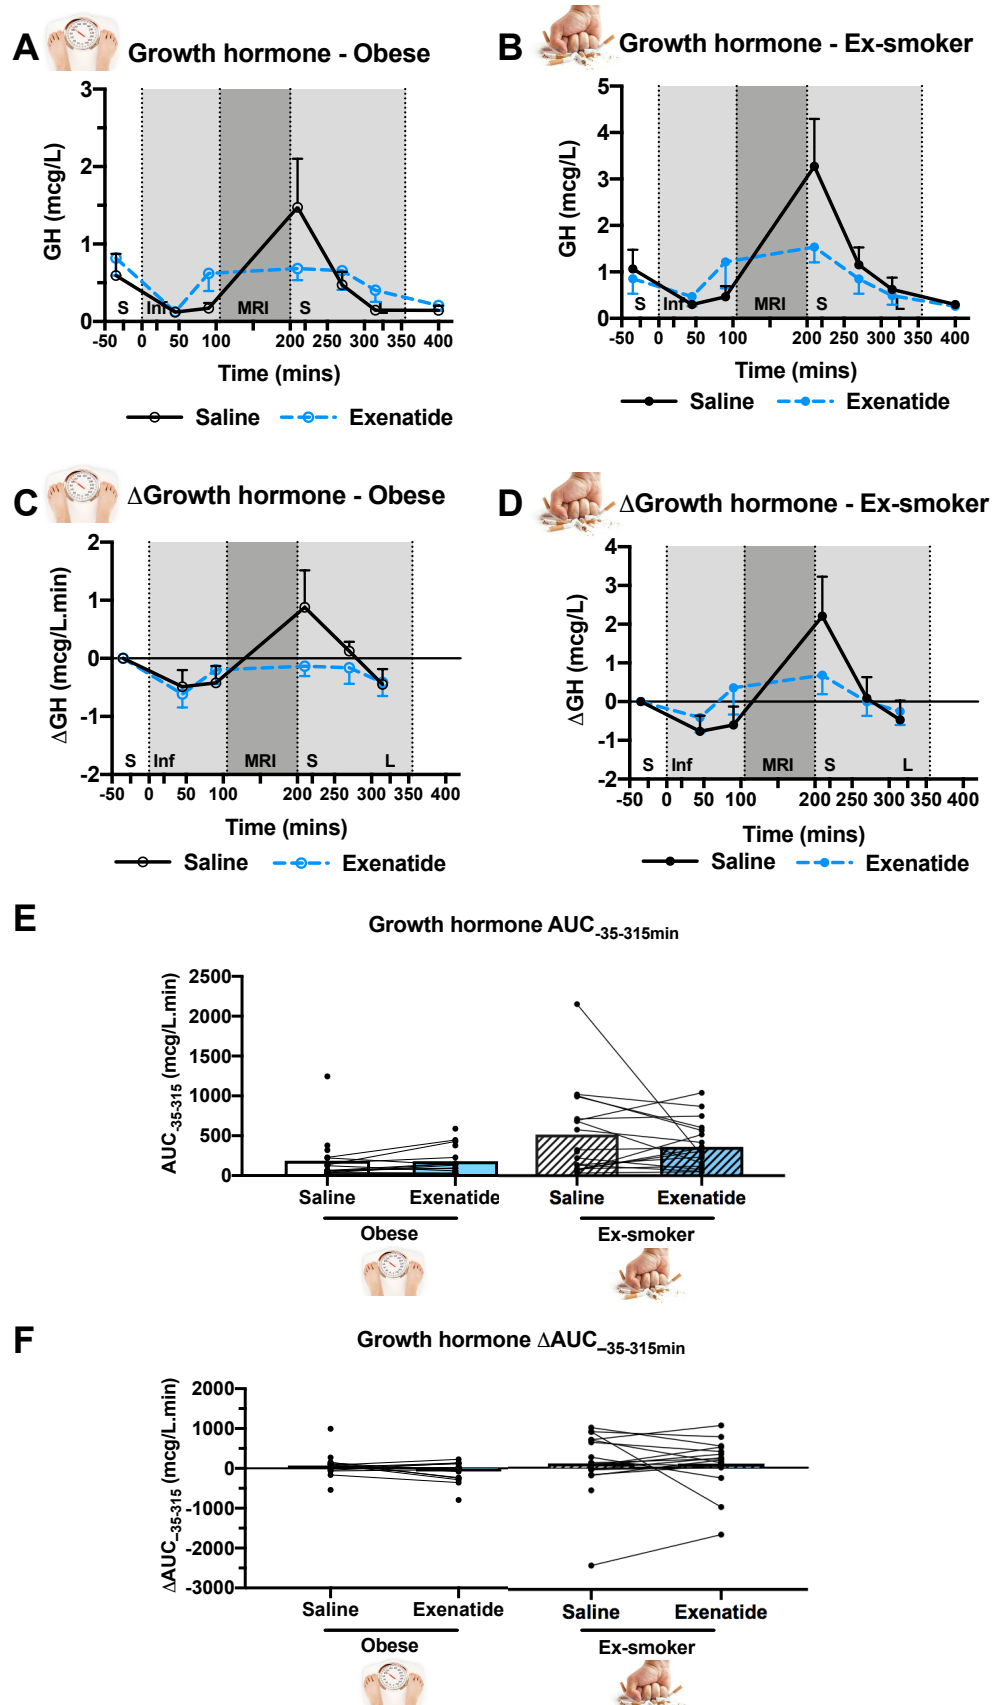 A Growth hormone - Obese
GH (mcg/L)
3
2
1
0
S Inf MRI S L
-50 0 50 100 200 250 300 350 400
Time (mins)
Saline Exenatide
B Growth hormone - Ex-smoker
GH (mcg/L)
5
4
3
2
1
0
S Inf MRI S L
-50 0 50 100 200 250 300 350 400
Time (mins)
Saline Exenatide
C ΔGrowth hormone - Obese
ΔGH (mcg/L.min)
2
1
0
-1
-2
S Inf MRI S L
-50 0 50 100 200 250 300 350 400
Time (mins)
Saline Exenatide
D ΔGrowth hormone - Ex-smoker
ΔGH (mcg/L)
4
3
2
1
0
-1
-2
S Inf MRI S L
-50 0 50 100 200 250 300 350 400
Time (mins)
Saline Exenatide
E Growth hormone AUC-35-315min
AUC-35-315 (mcg/L.min)
2500
2000
1500
1000
500
0
Saline Exenatide Saline Exenatide
Obese Ex-smoker
F Growth hormone ΔAUC–35-315min
ΔAUC–35-315 (mcg/L.min)
2000
1000
0
-1000
-2000
-3000
Saline Exenatide Saline Exenatide
Obese Ex-smoker